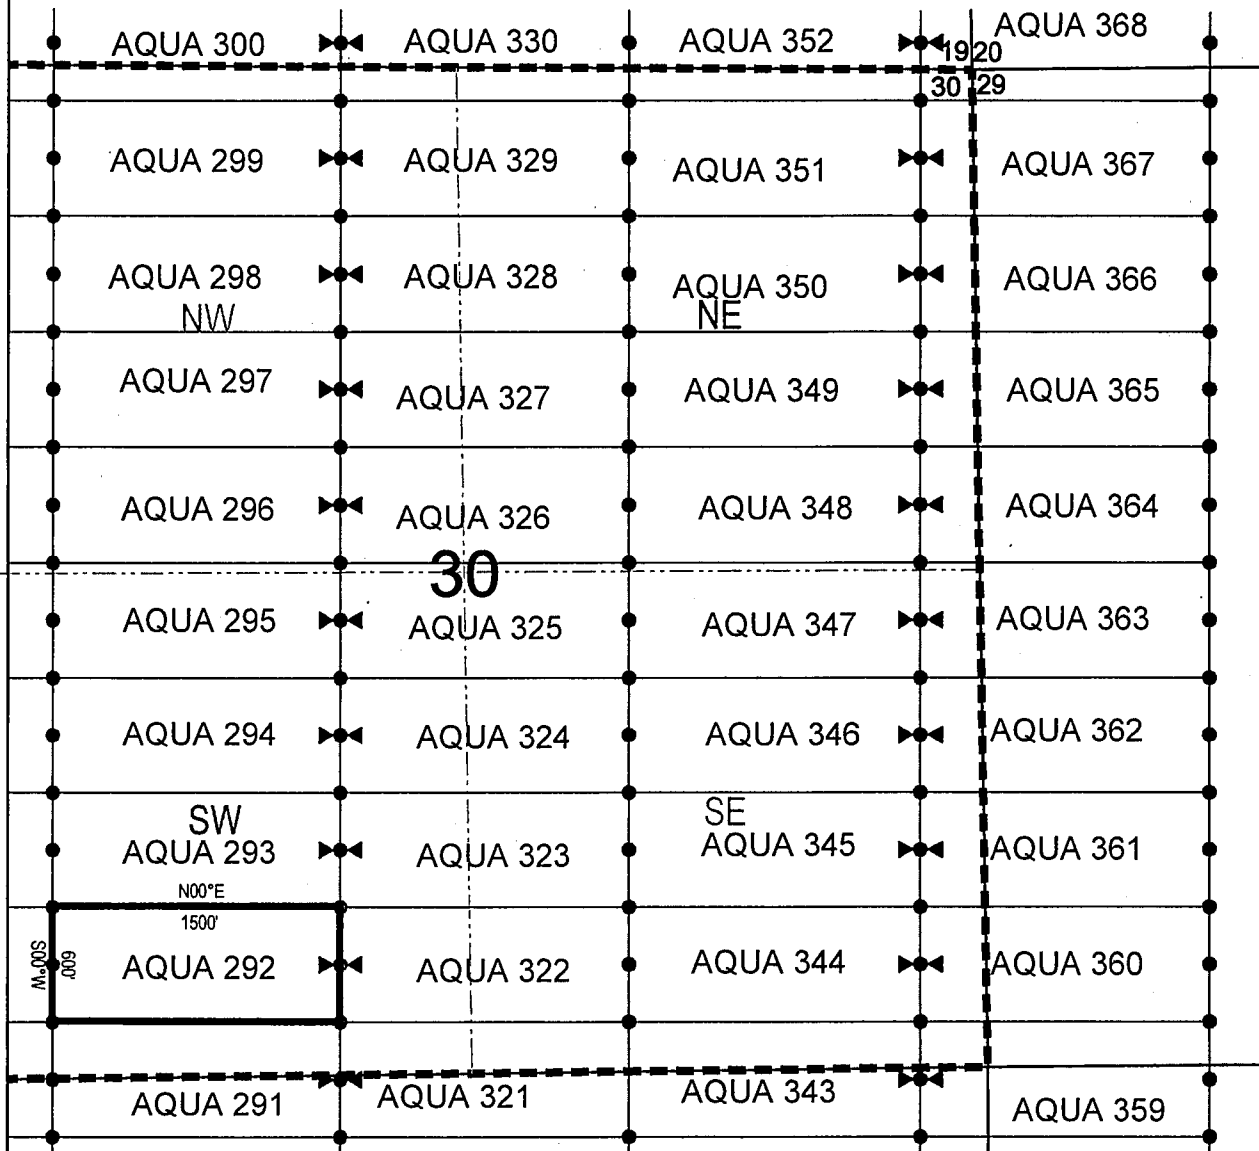 AQUA 300 AQUA 330 AQUA 352 AQUA 368
19 20
30 29
AQUA 299 AQUA 329 AQUA 351 AQUA 367
AQUA 298 AQUA 328 AQUA 350 AQUA 366
NW NE
AQUA 297 AQUA 327 AQUA 349 AQUA 365
AQUA 296 AQUA 326 AQUA 348 AQUA 364
30
AQUA 295 AQUA 325 AQUA 347 AQUA 363
AQUA 294 AQUA 324 AQUA 346 AQUA 362
SW SE
AQUA 293 AQUA 323 AQUA 345 AQUA 361
N00°E
1500'
S00°W 600' AQUA 292 AQUA 322 AQUA 344 AQUA 360
AQUA 291 AQUA 321 AQUA 343 AQUA 359